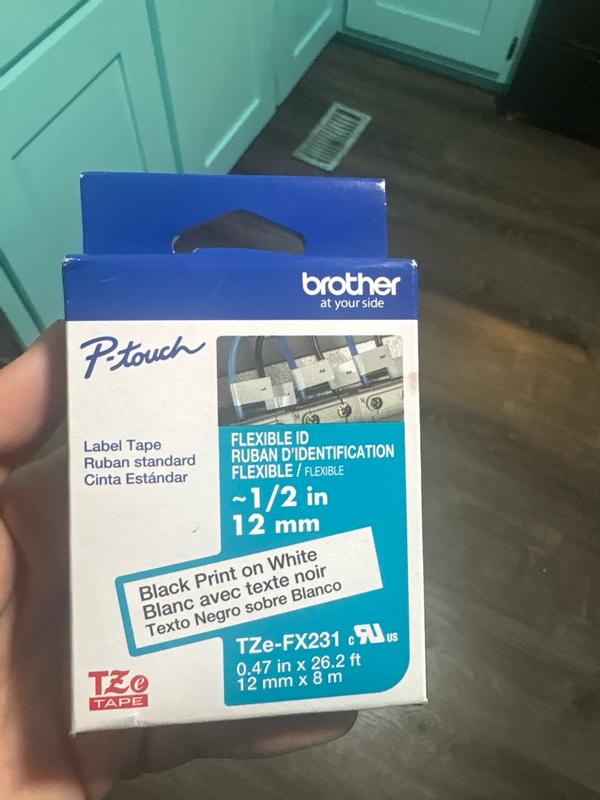 brother
at your side
P-touch
Label Tape
Ruban standard
Cinta Estándar
FLEXIBLE ID
RUBAN D'IDENTIFICATION
FLEXIBLE / FLEXIBLE
~1/2 in
12 mm
Black Print on White
Blanc avec texte noir
Texto Negro sobre Blanco
TZe-FX231 c RU US
0.47 in x 26.2 ft
12 mm x 8 m
TZe
TAPE